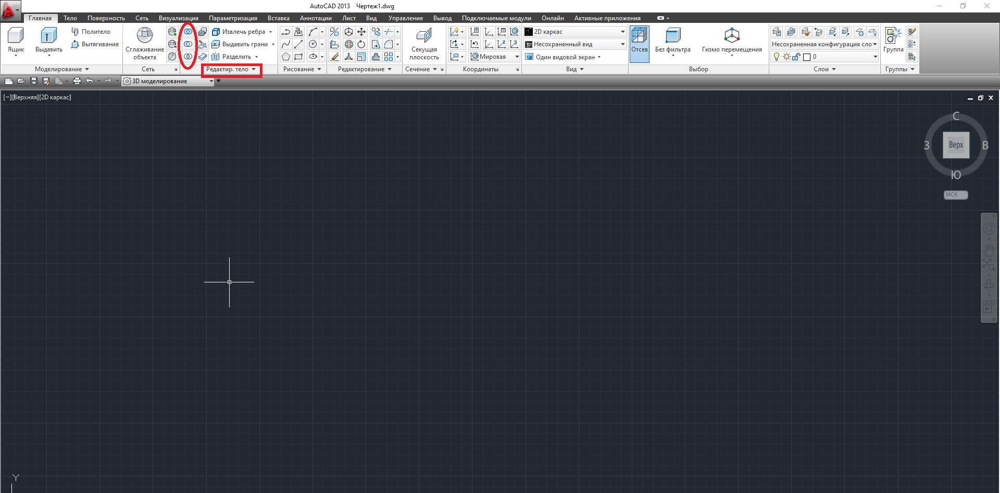 AutoCAD 2013 Чертеж1.dwg
Главная Тело Поверхность Сеть Визуализация Параметризация Вставка Аннотации Лист Вид Управление Вывод Подключаемые модули Онлайн Активные приложения
Ящик
Выдавить
Политело
Вытягивание
Моделирование
Сглаживание
объекта
Сеть
Извлечь ребра
Выдавать грани
Разделить
Редактир. тело
Рисование
Редактирование
Секущая
плоскость
Сечение
Мировая
Координаты
2D каркас
Несохраненный вид
Один видовой экран
Вид
Отсев
Без фильтра
Гизмо перемещения
Выбор
Несохраненная конфигурация сло
0
Слои
Группа
Группы
3D моделирование
[−][Верхняя][2D каркас]
С
З
Верх
В
Ю
МСК
Y